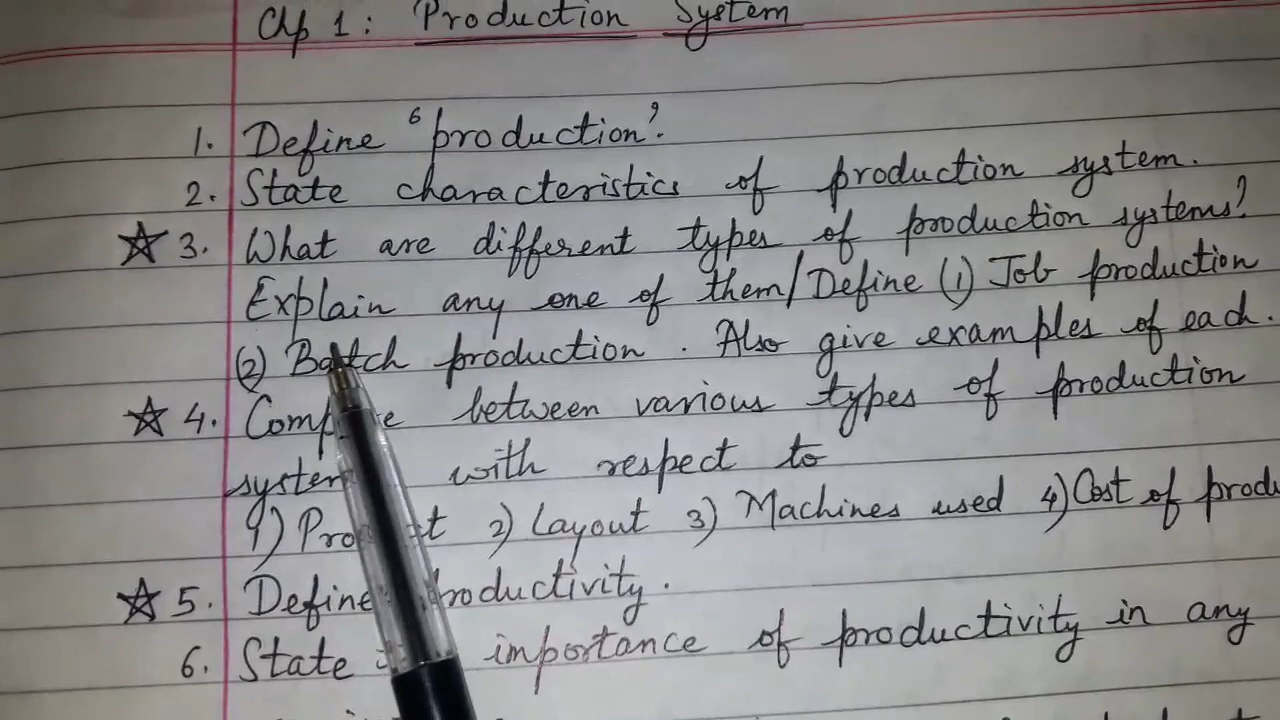 Chp 1: Production System
1. Define 'production'.
2. State characteristics of production system.
☆ 3. What are different types of production systems?
Explain any one of them/Define (1) Job production
(2) Batch production. Also give examples of each.
☆ 4. between various types of production
with respect to
1) 2) Layout 3) Machines used 4) Cost of
☆ 5. Define productivity.
6. State importance of productivity in any